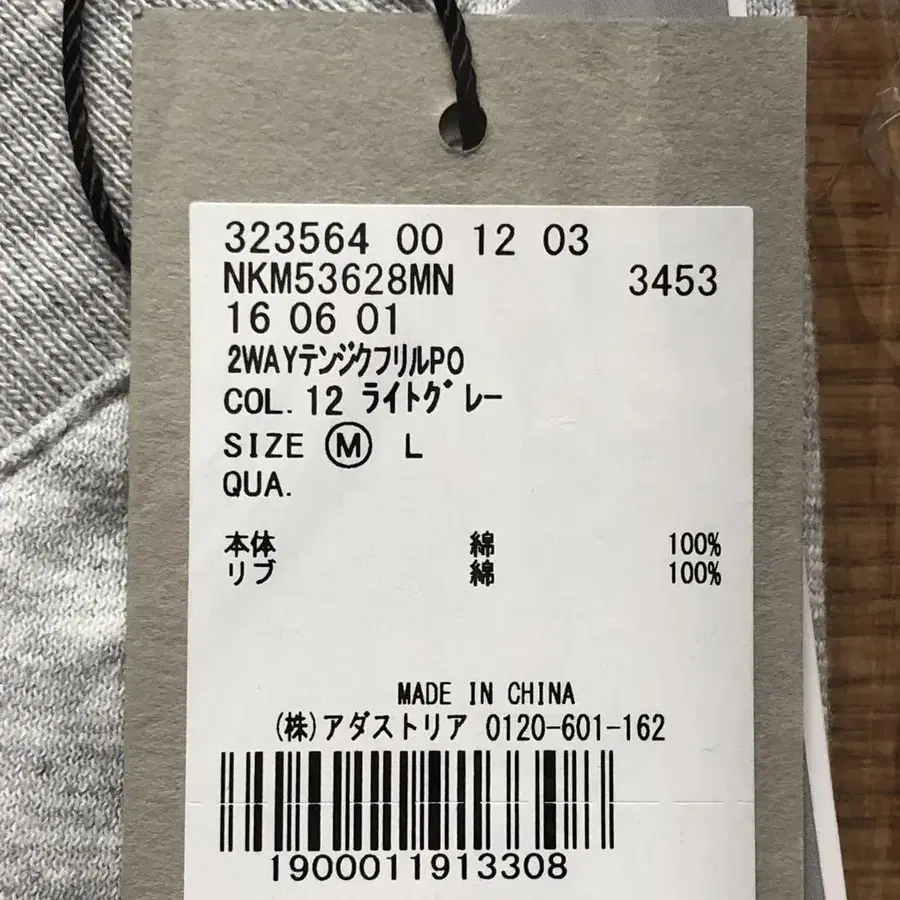 323564 00 12 03
NKM53628MN 3453
16 06 01
2WAYテンジクフリルPO
COL.12 ライトグレー
SIZE M L
QUA.
本体 綿 100%
リブ 綿 100%
MADE IN CHINA
(株)アダストリア 0120-601-162
1900011913308